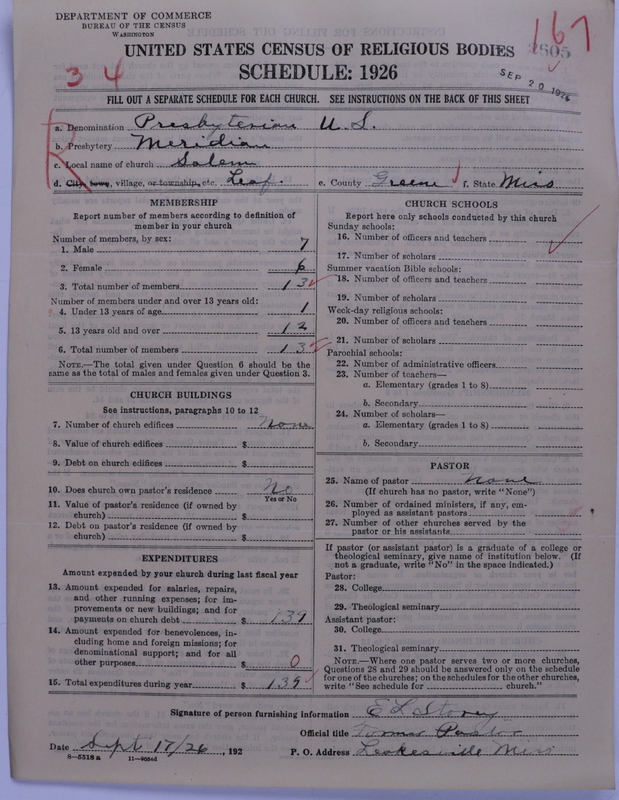 DEPARTMENT OF COMMERCE
BUREAU OF THE CENSUS
WASHINGTON
167
UNITED STATES CENSUS OF RELIGIOUS BODIES
SCHEDULE: 1926
3 4
SEP 20 1926
FILL OUT A SEPARATE SCHEDULE FOR EACH CHURCH. SEE INSTRUCTIONS ON THE BACK OF THIS SHEET
a. Denomination Presbyterian U. S.
b. Presbytery Meridian
c. Local name of church Salem
d. City, town, village, or township, etc. Leaf. e. County Greene f. State Miss
MEMBERSHIP
Report number of members according to definition of
member in your church
Number of members, by sex:
1. Male 7
2. Female 6
3. Total number of members 13
Number of members under and over 13 years old:
4. Under 13 years of age 1
5. 13 years old and over 12
6. Total number of members 13
NOTE.—The total given under Question 6 should be
same as the total of males and females given under Question 3.
CHURCH BUILDINGS
See instructions, paragraphs 10 to 12
7. Number of church edifices None
8. Value of church edifices $
9. Debt on church edifices $
10. Does church own pastor's residence No
Yes or No
11. Value of pastor's residence (if owned by
church) $
12. Debt on pastor's residence (if owned by
church) $
EXPENDITURES
Amount expended by your church during last fiscal year
13. Amount expended for salaries, repairs,
and other running expenses; for im-
provements or new buildings; and for
payments on church debt $ 139
14. Amount expended for benevolences, in-
cluding home and foreign missions; for
denominational support; and for all
other purposes $ 0
15. Total expenditures during year $ 139
CHURCH SCHOOLS
Report here only schools conducted by this church
Sunday schools:
16. Number of officers and teachers
17. Number of scholars
Summer vacation Bible schools:
18. Number of officers and teachers
19. Number of scholars
Week-day religious schools:
20. Number of officers and teachers
21. Number of scholars
Parochial schools:
22. Number of administrative officers
23. Number of teachers—
a. Elementary (grades 1 to 8)
b. Secondary
24. Number of scholars—
a. Elementary (grades 1 to 8)
b. Secondary
PASTOR
25. Name of pastor None
(If church has no pastor, write "None")
26. Number of ordained ministers, if any, em-
ployed as assistant pastors
27. Number of other churches served by the
pastor or his assistants
If pastor (or assistant pastor) is a graduate of a college or
theological seminary, give name of institution below. (If
not a graduate, write "No" in the space indicated.)
Pastor:
28. College
29. Theological seminary
Assistant pastor:
30. College
31. Theological seminary
NOTE.—Where one pastor serves two or more churches,
Questions 28 and 29 should be answered only on the schedule
for one of the churches; on the schedules for the other churches,
write "See schedule for church."
Signature of person furnishing information E L Storey
Official title Former Pastor
Date Sept 17/26, 192 P. O. Address Leakesville Miss
8—5518 a